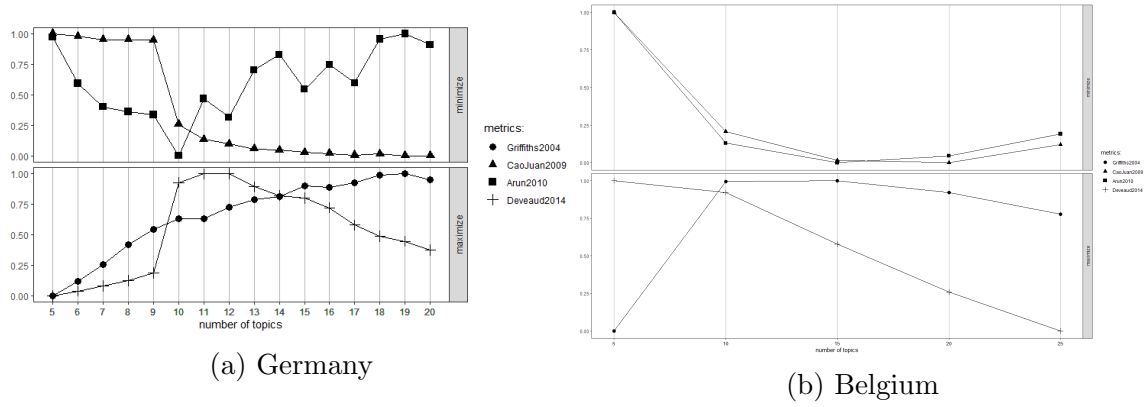 1.00
0.75
0.50
0.25
0.00
minimize
1.00
0.75
0.50
0.25
0.00
maximize
5 6 7 8 9 10 11 12 13 14 15 16 17 18 19 20
number of topics
metrics:
Griffiths2004
CaoJuan2009
Arun2010
Deveaud2014
(a) Germany
1.00
0.75
0.50
0.25
0.00
minimize
1.00
0.75
0.50
0.25
0.00
maximize
5 10 15 20 25
number of topics
metrics:
Griffiths2004
CaoJuan2009
Arun2010
Deveaud2014
(b) Belgium